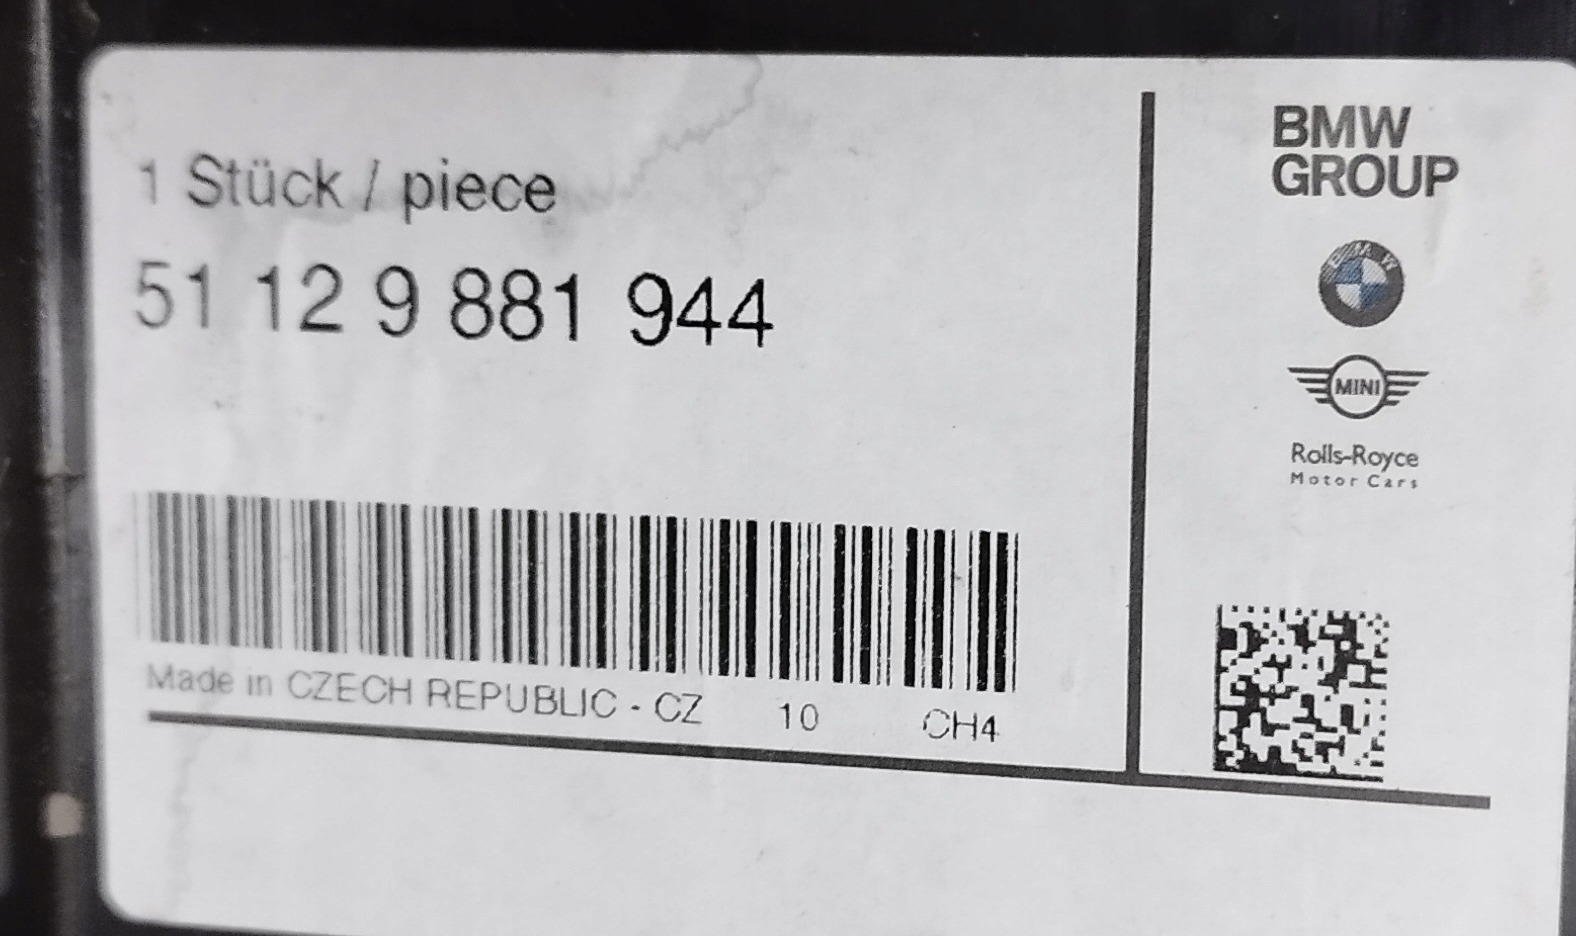 1 Stück / piece
51 12 9 881 944
Made in CZECH REPUBLIC - CZ 10 CH4
BMW
GROUP
BMW
MINI
Rolls-Royce
Motor Cars